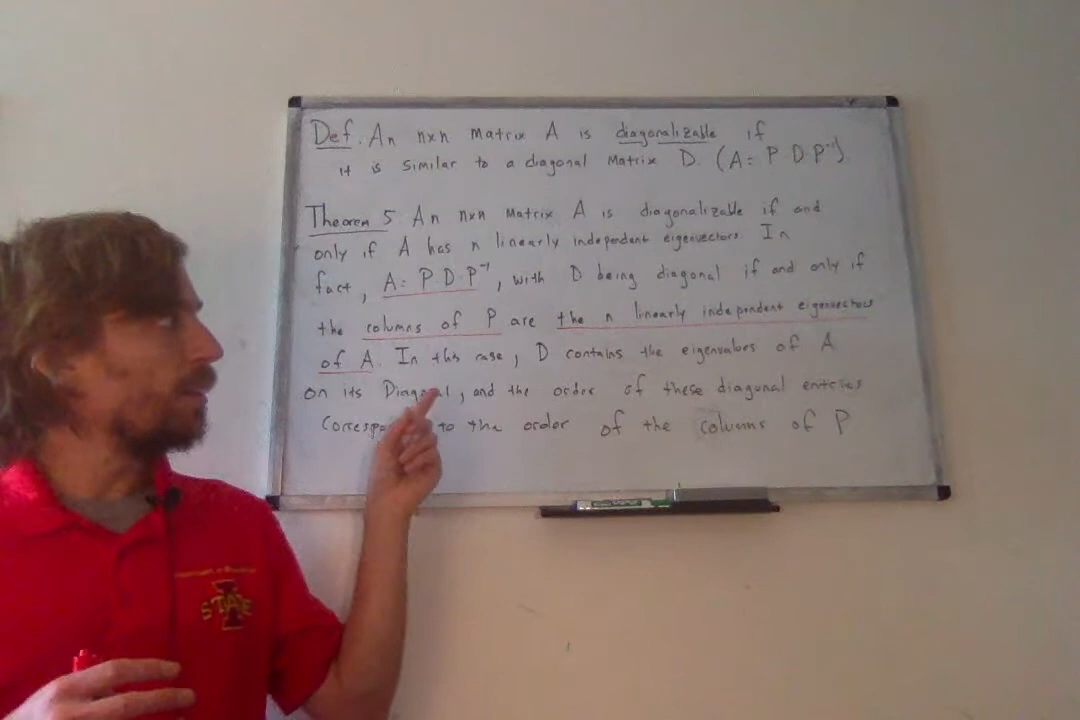 Def. An nxn Matrix A is diagonalizable if
it is similar to a diagonal Matrix D. (A = P·D·P⁻¹).
Theorem 5 An nxn Matrix A is diagonalizable if and
only if A has n linearly independent eigenvectors. In
fact, A = P·D·P⁻¹, with D being diagonal if and only if
the columns of P are the n linearly independent eigenvectors
of A. In this case, D contains the eigenvalues of A
on its Diagonal, and the order of these diagonal entries
Corresp to the order of the columns of P
STATE